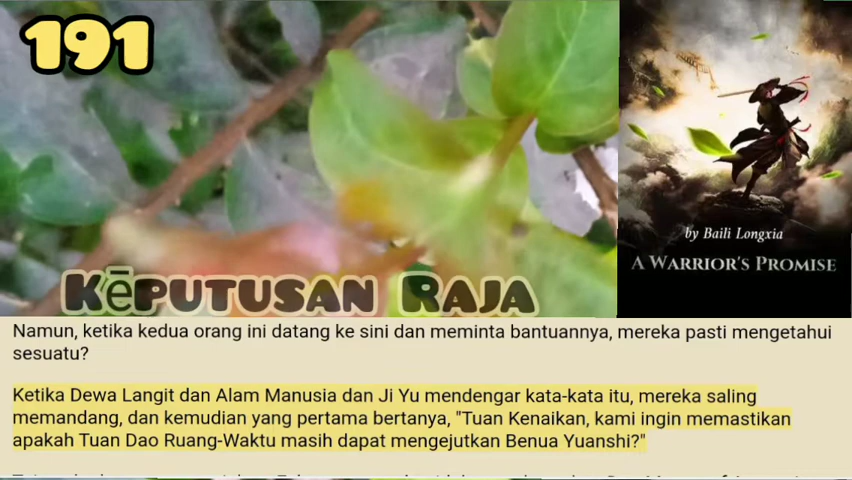 191
KēPUTUSAN RAJA
by Baili Longxia
A WARRIOR'S PROMISE
Namun, ketika kedua orang ini datang ke sini dan meminta bantuannya, mereka pasti mengetahui
sesuatu?
Ketika Dewa Langit dan Alam Manusia dan Ji Yu mendengar kata-kata itu, mereka saling
memandang, dan kemudian yang pertama bertanya, "Tuan Kenaikan, kami ingin memastikan
apakah Tuan Dao Ruang-Waktu masih dapat mengejutkan Benua Yuanshi?"